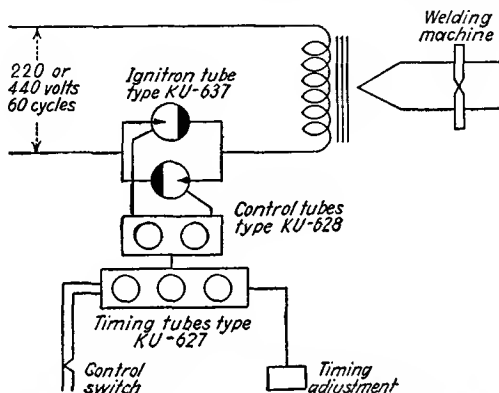 Welding
machine
220 or
440 volts
60 cycles
Ignitron tube
type KU-637
Control tubes
type KU-628
Timing tubes type
KU-627
Control
switch
Timing
adjustment